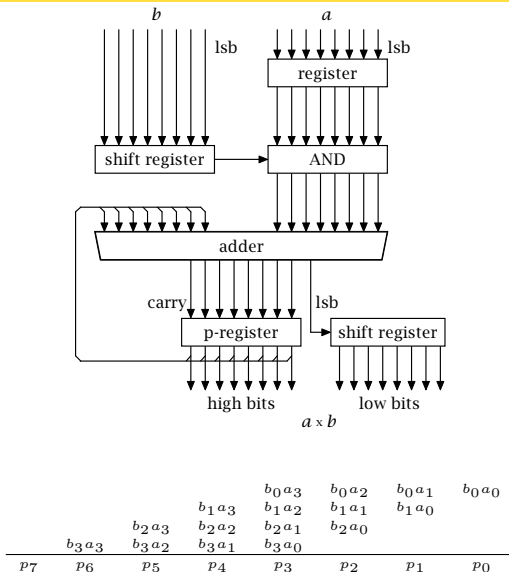 b a
lsb lsb
register
shift register AND
adder
carry lsb
p-register shift register
high bits low bits
a x b
b₀a₃ b₀a₂ b₀a₁ b₀a₀
b₁a₃ b₁a₂ b₁a₁ b₁a₀
b₂a₃ b₂a₂ b₂a₁ b₂a₀
b₃a₃ b₃a₂ b₃a₁ b₃a₀
p₇ p₆ p₅ p₄ p₃ p₂ p₁ p₀